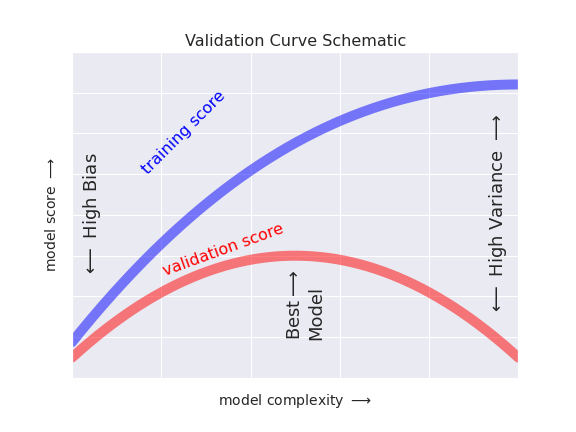 Validation Curve Schematic
training score
validation score
model score ⟶
⟵ High Bias
Best ⟶
Model
⟵ High Variance ⟶
model complexity ⟶